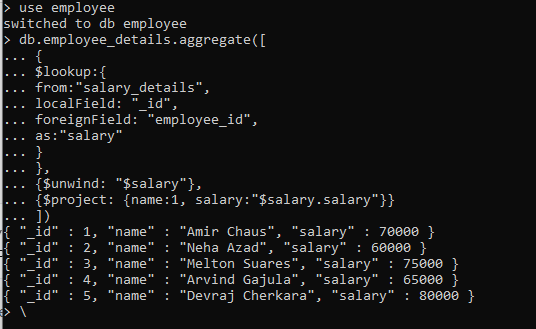 > use employee
switched to db employee
> db.employee_details.aggregate([
... {
... $lookup:{
... from:"salary_details",
... localField: "_id",
... foreignField: "employee_id",
... as:"salary"
... }
... },
... {$unwind: "$salary"},
... {$project: {name:1, salary:"$salary.salary"}}
... ])
{ "_id" : 1, "name" : "Amir Chaus", "salary" : 70000 }
{ "_id" : 2, "name" : "Neha Azad", "salary" : 60000 }
{ "_id" : 3, "name" : "Melton Suares", "salary" : 75000 }
{ "_id" : 4, "name" : "Arvind Gajula", "salary" : 65000 }
{ "_id" : 5, "name" : "Devraj Cherkara", "salary" : 80000 }
> \